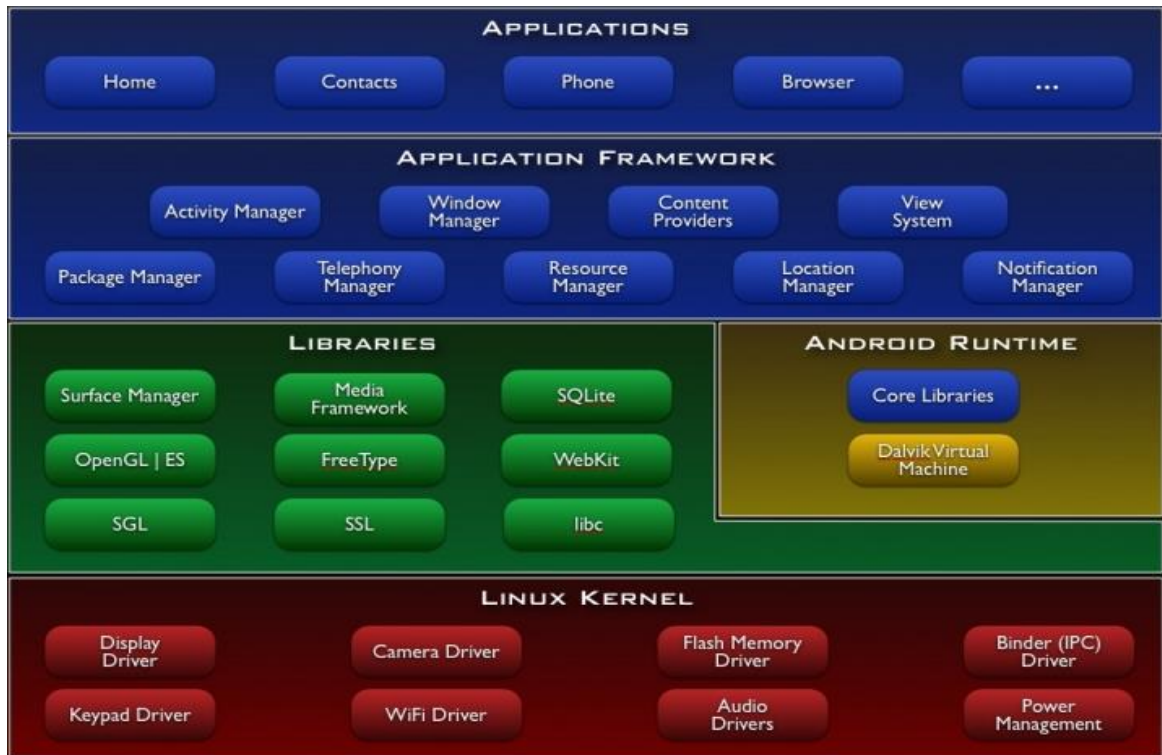 APPLICATIONS
Home
Contacts
Phone
Browser
...
APPLICATION FRAMEWORK
Activity Manager
Window
Manager
Content
Providers
View
System
Package Manager
Telephony
Manager
Resource
Manager
Location
Manager
Notification
Manager
LIBRARIES
Surface Manager
Media
Framework
SQLite
OpenGL | ES
FreeType
WebKit
SGL
SSL
libc
ANDROID RUNTIME
Core Libraries
Dalvik Virtual
Machine
LINUX KERNEL
Display
Driver
Camera Driver
Flash Memory
Driver
Binder (IPC)
Driver
Keypad Driver
WiFi Driver
Audio
Drivers
Power
Management